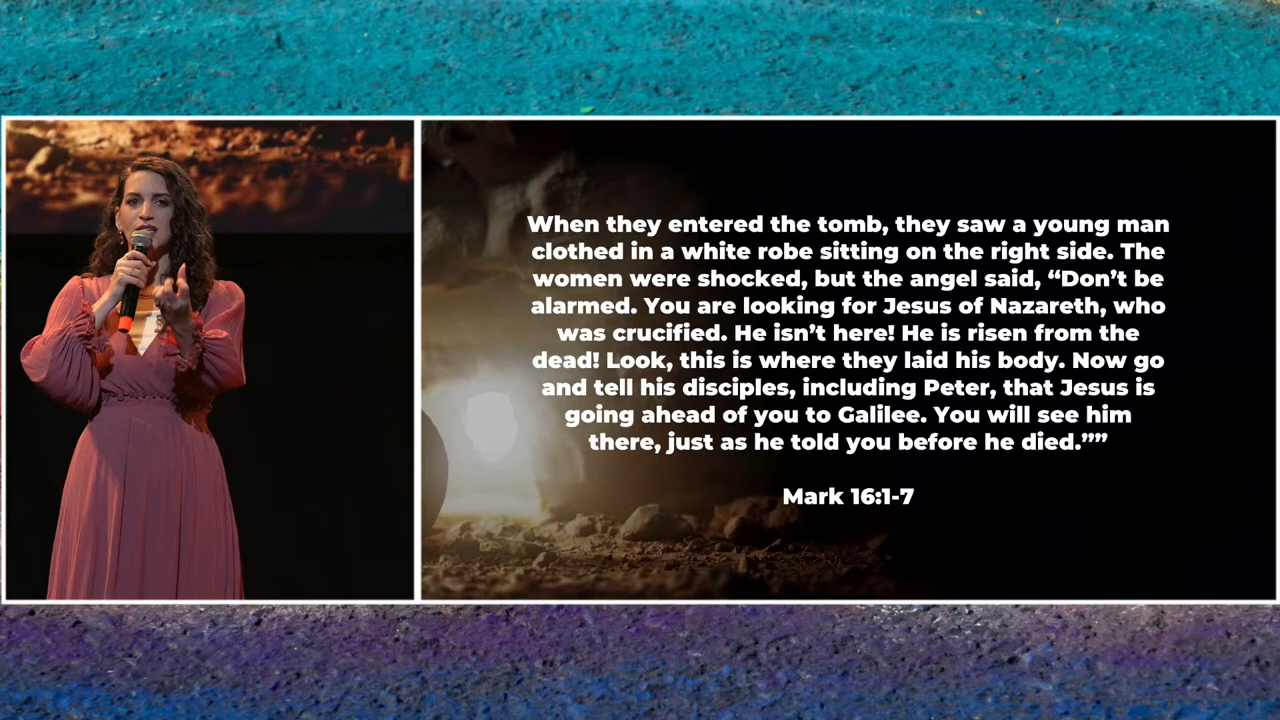 When they entered the tomb, they saw a young man
clothed in a white robe sitting on the right side. The
women were shocked, but the angel said, “Don’t be
alarmed. You are looking for Jesus of Nazareth, who
was crucified. He isn’t here! He is risen from the
dead! Look, this is where they laid his body. Now go
and tell his disciples, including Peter, that Jesus is
going ahead of you to Galilee. You will see him
there, just as he told you before he died.””
Mark 16:1-7